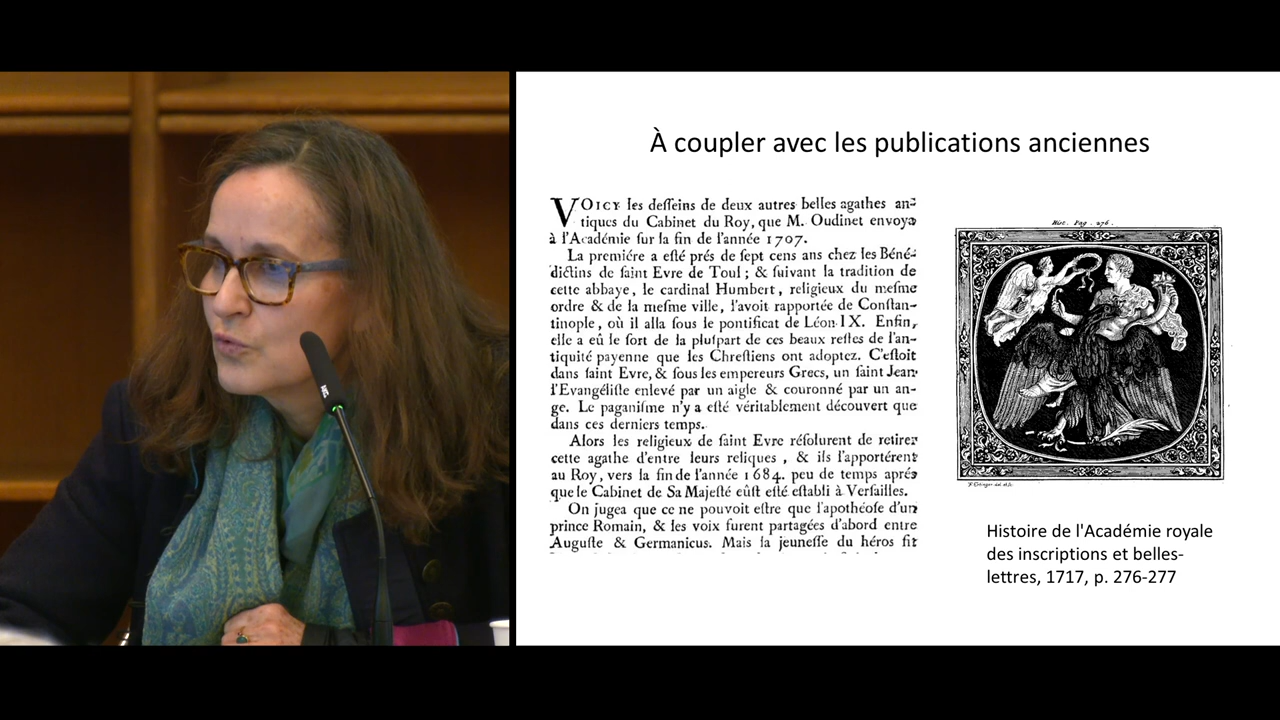 À coupler avec les publications anciennes
VOICY les desseins de deux autres belles agathes an-
tiques du Cabinet du Roy, que M. Oudinet envoya
à l'Académie sur la fin de l'année 1707.
La premiére a esté prés de sept cens ans chez les Béné-
dictins de saint Evre de Toul; & suivant la tradition de
cette abbaye, le cardinal Humbert, religieux du mesme
ordre & de la mesme ville, l'avoit rapportée de Constan-
tinople, où il alla sous le pontificat de Léon IX. Enfin,
elle a eû le sort de la pluspart de ces beaux restes de l'an-
tiquité payenne que les Chrestiens ont adoptez. C'estoit
dans saint Evre, & sous les empereurs Grecs, un saint Jean
l'Evangéliste enlevé par un aigle & couronné par un an-
ge. Le paganisme n'y a esté véritablement découvert que
dans ces derniers temps.
Alors les religieux de saint Evre résolurent de retirer
cette agathe d'entre leurs reliques, & ils l'apportérent
au Roy, vers la fin de l'année 1684. peu de temps aprés
que le Cabinet de Sa Majesté eûst esté establi à Versailles.
On jugea que ce ne pouvoit estre que l'apothéose d'un
prince Romain, & les voix furent partagées d'abord entre
Auguste & Germanicus. Mais la jeunesse du héros fit
Hist. Pag. 276.
Histoire de l'Académie royale
des inscriptions et belles-
lettres, 1717, p. 276-277